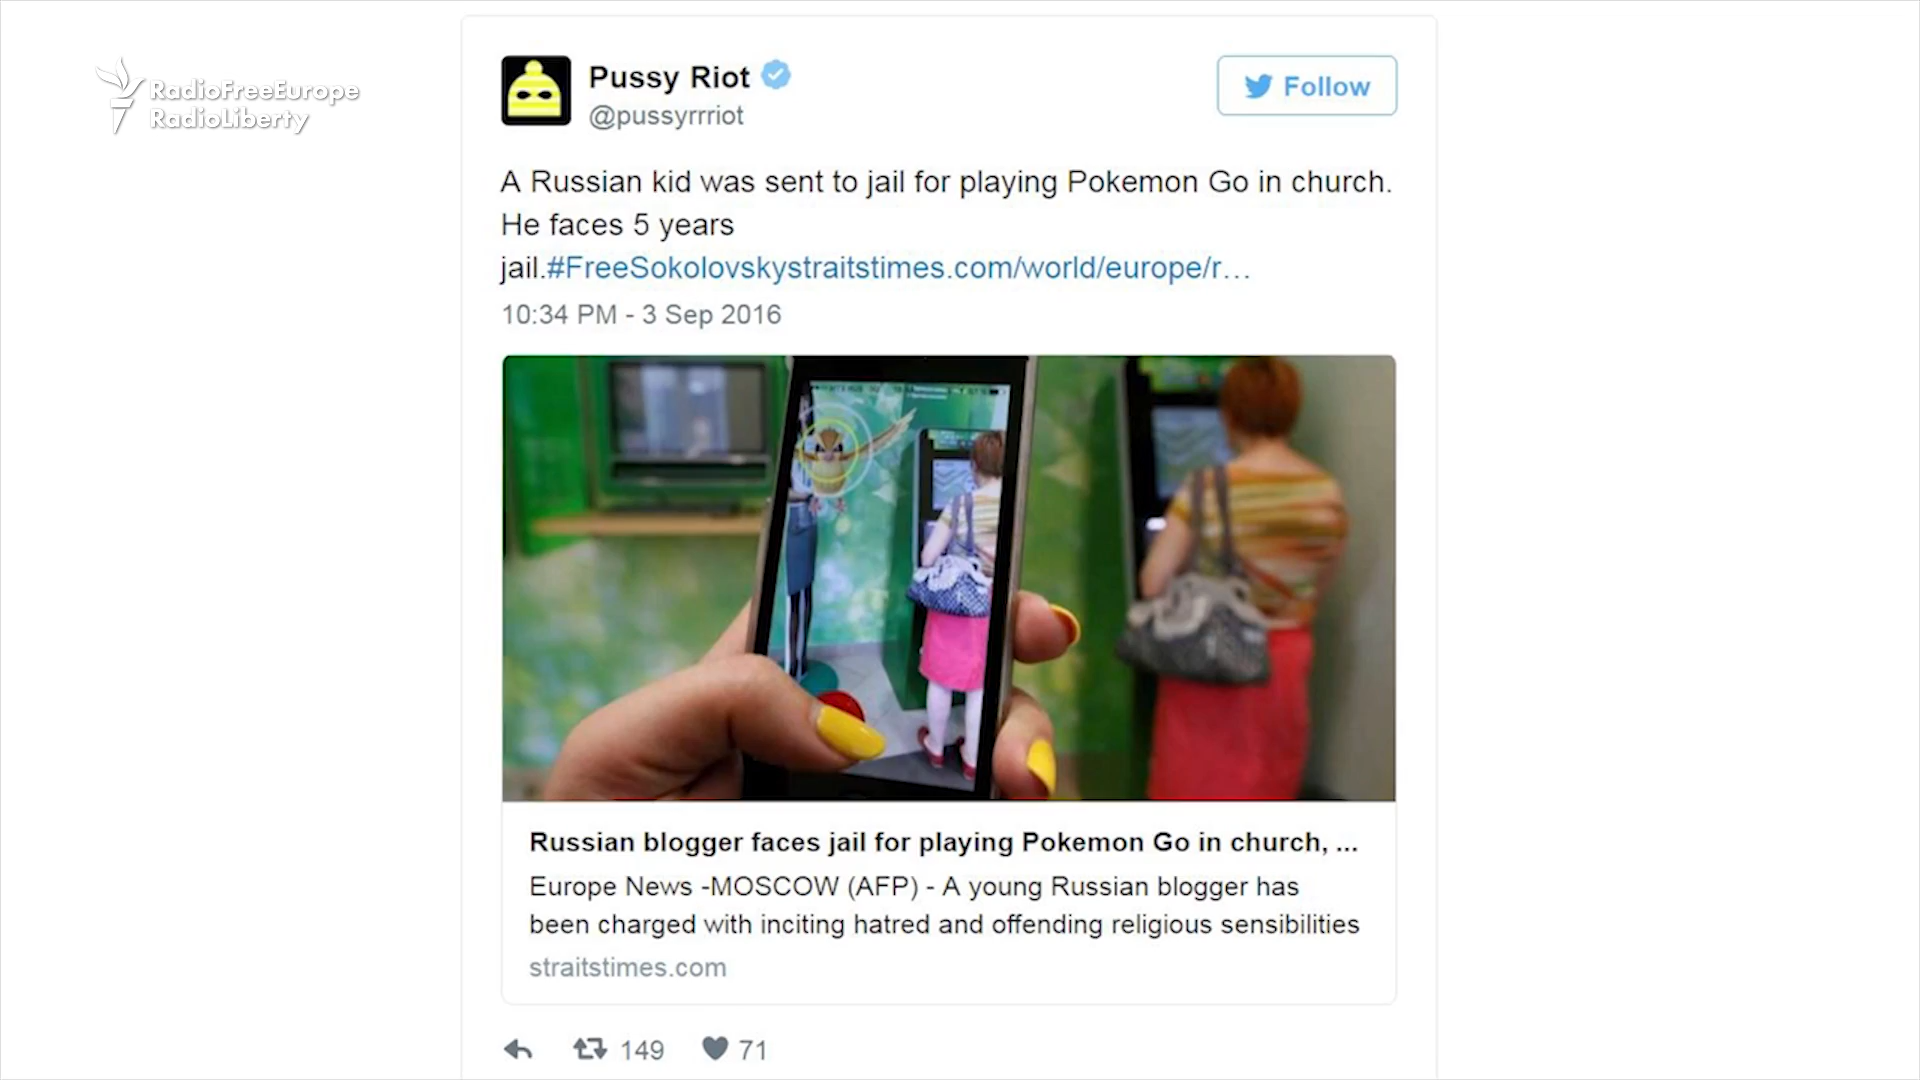 RadioFreeEurope
RadioLiberty
Pussy Riot
@pussyrrriot
Follow
A Russian kid was sent to jail for playing Pokemon Go in church.
He faces 5 years
jail.#FreeSokolovskystraitstimes.com/world/europe/r…
10:34 PM - 3 Sep 2016
Russian blogger faces jail for playing Pokemon Go in church, ...
Europe News -MOSCOW (AFP) - A young Russian blogger has
been charged with inciting hatred and offending religious sensibilities
straitstimes.com
149
71